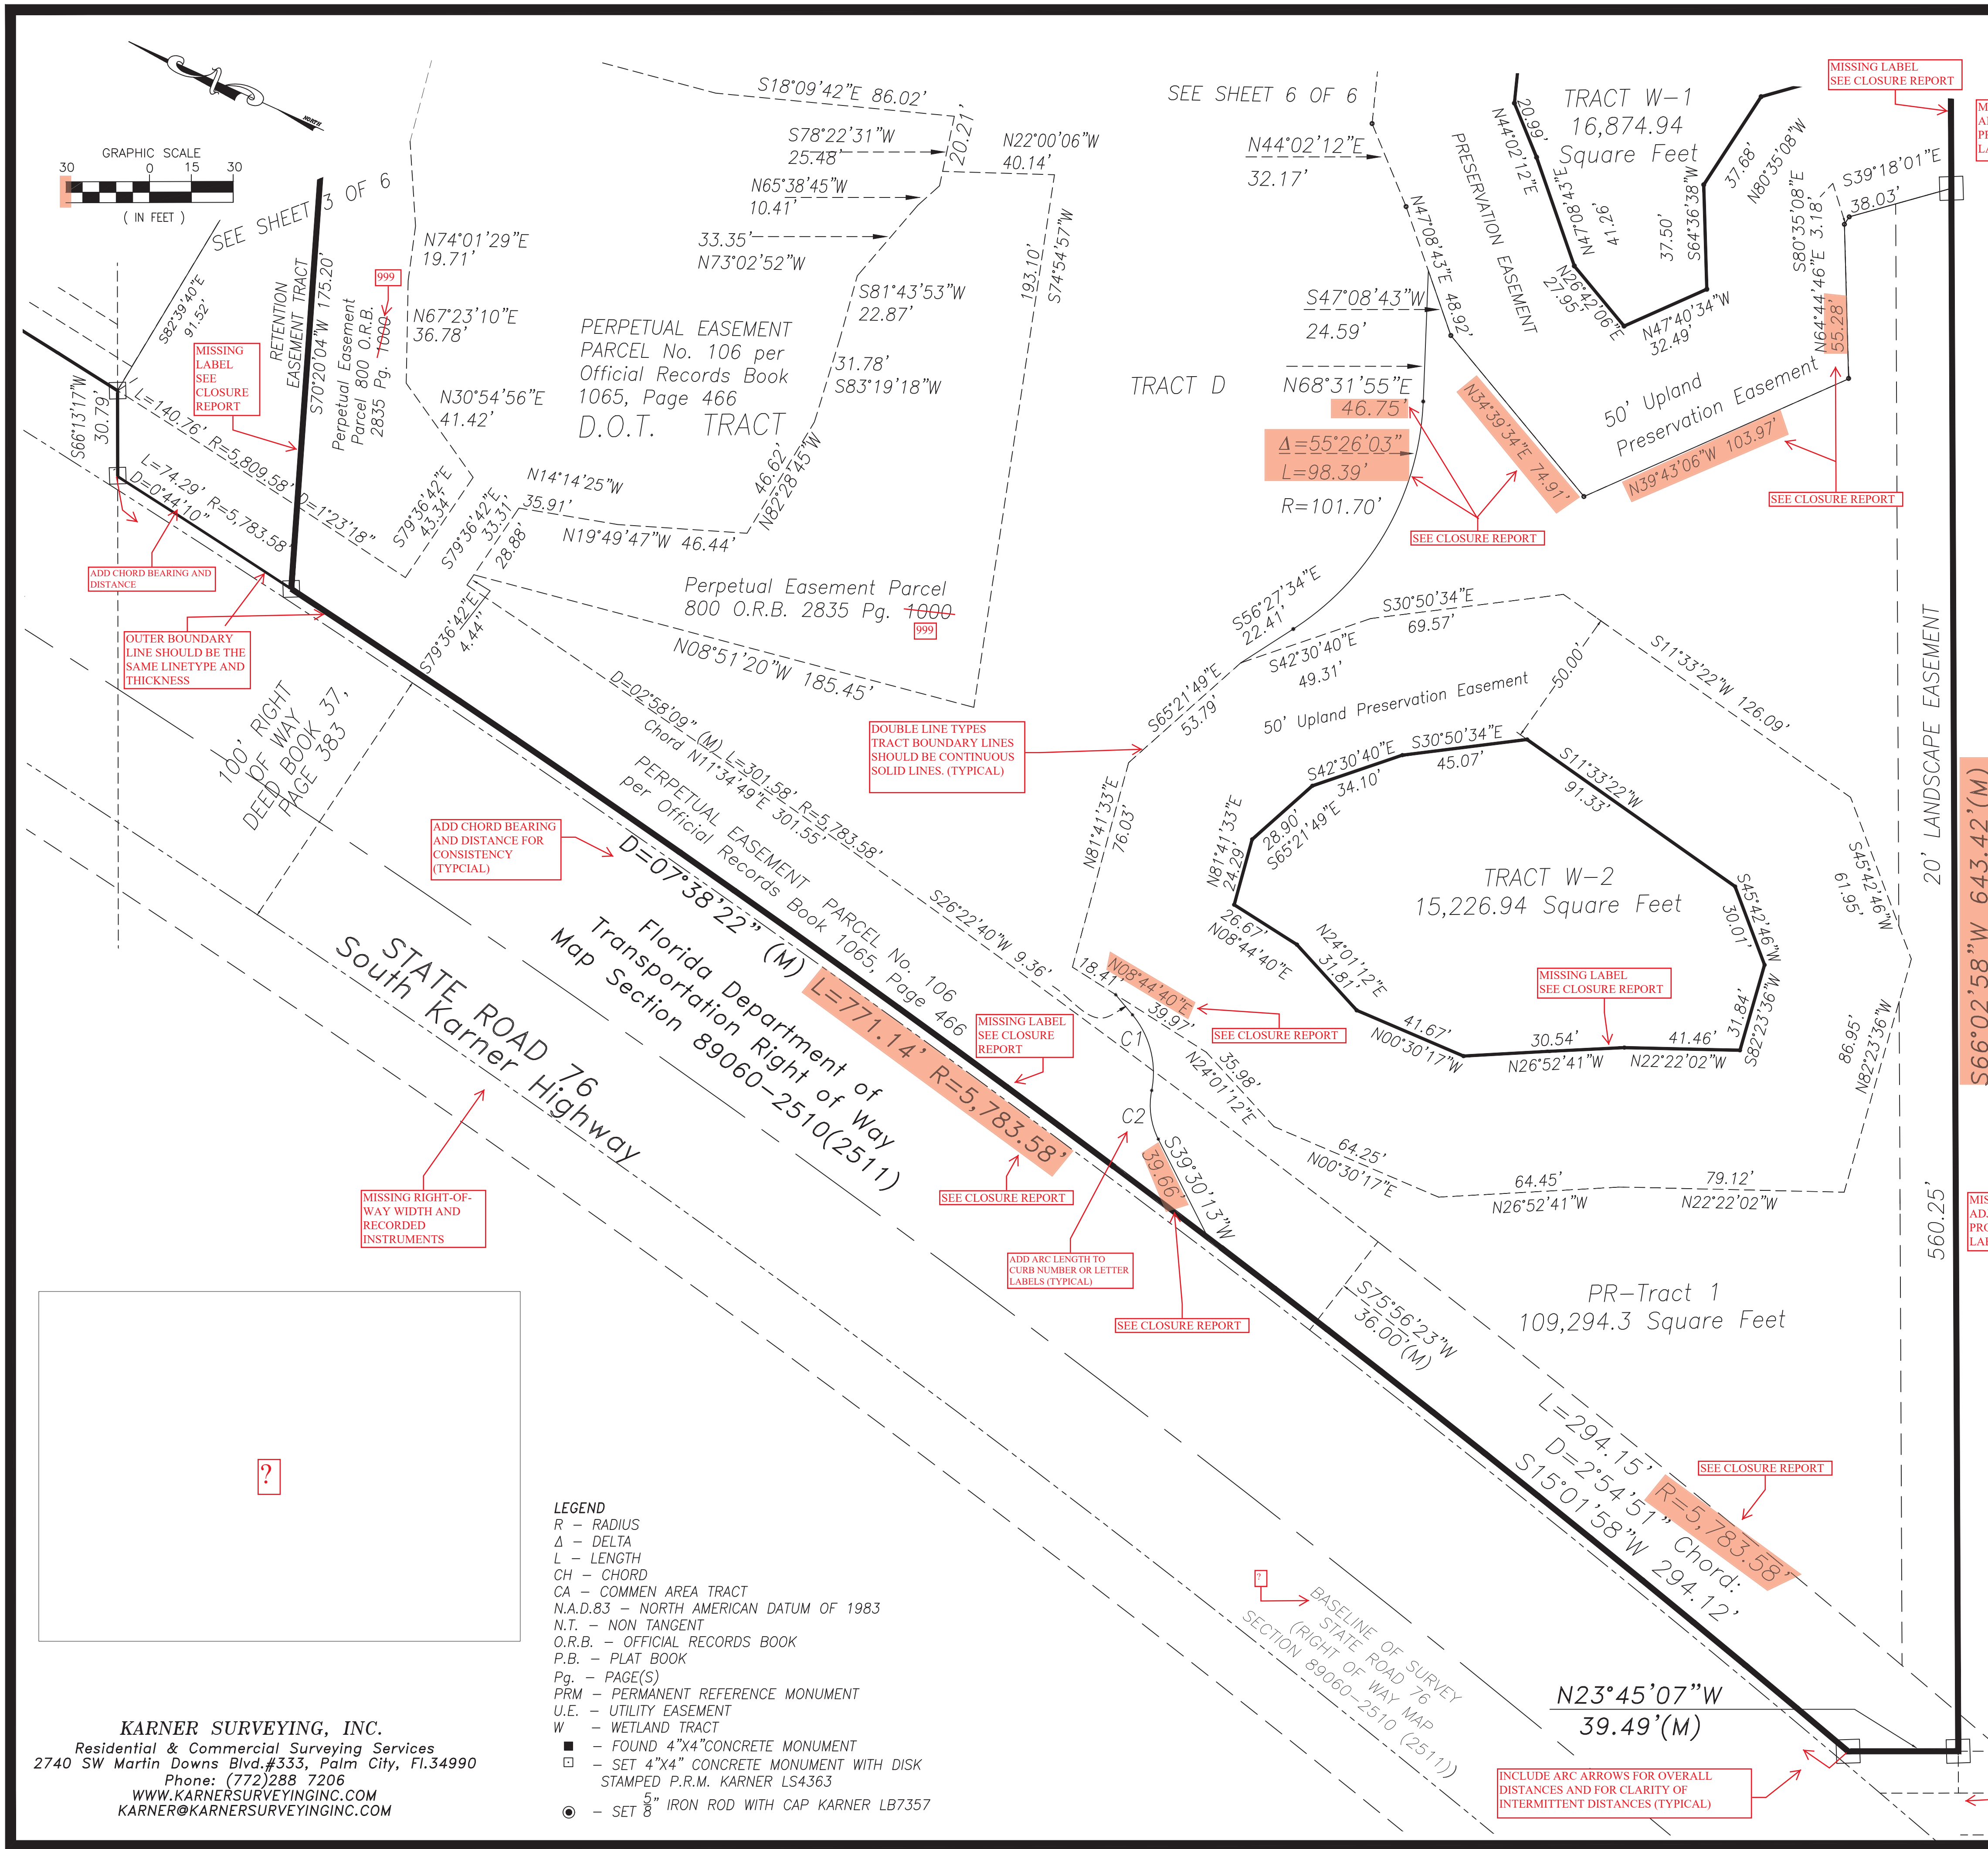 NORTH
GRAPHIC SCALE
30 0 15 30
( IN FEET )
SEE SHEET 3 OF 6
S82°39'40"E
91.52'
RETENTION
EASEMENT TRACT
S70°20'04"W 175.20'
Perpetual Easement
Parcel 800 O.R.B.
2835 Pg. 1000
999
MISSING
LABEL
SEE
CLOSURE
REPORT
S66°13'17"W
30.79'
L=140.76' R=5,809.58' D=1°23'18"
L=74.29' R=5,783.58'
D=0°44'10"
ADD CHORD BEARING AND
DISTANCE
OUTER BOUNDARY
LINE SHOULD BE THE
SAME LINETYPE AND
THICKNESS
N74°01'29"E
19.71'
N67°23'10"E
36.78'
N30°54'56"E
41.42'
S79°36'42"E
43.34'
S79°36'42"E
33.31'
28.88'
S79°36'42"E
4.44'
S18°09'42"E 86.02'
S78°22'31"W
25.48'
20.21'
N22°00'06"W
40.14'
N65°38'45"W
10.41'
33.35'
N73°02'52"W
193.10'
S74°54'57"W
S81°43'53"W
22.87'
31.78'
S83°19'18"W
PERPETUAL EASEMENT
PARCEL No. 106 per
Official Records Book
1065, Page 466
D.O.T. TRACT
46.62'
N82°28'45"W
N14°14'25"W
35.91'
N19°49'47"W 46.44'
Perpetual Easement Parcel
800 O.R.B. 2835 Pg. 1000
999
N08°51'20"W 185.45'
SEE SHEET 6 OF 6
N44°02'12"E
32.17'
N47°08'43"E 48.92'
PRESERVATION EASEMENT
S47°08'43"W
24.59'
TRACT D
N68°31'55"E
46.75'
Δ=55°26'03"
L=98.39'
R=101.70'
N34°39'34"E 74.91'
SEE CLOSURE REPORT
TRACT W-1
16,874.94
Square Feet
20.99'
N44°02'12"E
N47°08'43"E
41.26'
N26°42'06"E
27.95'
N47°40'34"W
32.49'
37.50'
S64°36'38"W
37.68'
N80°35'08"W
50' Upland
Preservation Easement
N39°43'06"W 103.97'
N64°44'46"E
55.28'
S80°35'08"E
3.18'
S39°18'01"E
38.03'
SEE CLOSURE REPORT
MISSING LABEL
SEE CLOSURE REPORT
S56°27'34"E
22.41'
S30°50'34"E
69.57'
S42°30'40"E
49.31'
S65°21'49"E
53.79'
50' Upland Preservation Easement
50.00'
S11°33'22"W 126.09'
DOUBLE LINE TYPES
TRACT BOUNDARY LINES
SHOULD BE CONTINUOUS
SOLID LINES. (TYPICAL)
N81°41'33"E
76.03'
S42°30'40"E
34.10'
S30°50'34"E
45.07'
S11°33'22"W
91.33'
N81°41'33"E
24.29'
28.90'
S65°21'49"E
TRACT W-2
15,226.94 Square Feet
26.67'
N08°44'40"E
N24°01'12"E
31.81'
41.67'
N00°30'17"W
30.54'
N26°52'41"W
41.46'
N22°22'02"W
S45°42'46"W
30.01'
31.84'
S82°23'36"W
S45°42'46"W
61.95'
86.95'
N82°23'36"W
MISSING LABEL
SEE CLOSURE REPORT
18.41'
N08°44'40"E
39.97'
SEE CLOSURE REPORT
C1
C2
35.98'
N24°01'12"E
64.25'
N00°30'17"E
64.45'
N26°52'41"W
79.12'
N22°22'02"W
20' LANDSCAPE EASEMENT
560.25'
S66°02'58"W 643.42'(M)
100' RIGHT
OF WAY
DEED BOOK 37,
PAGE 383
D=02°58'09" (M) L=301.58' R=5,783.58'
Chord N11°34'49"E 301.55'
PERPETUAL EASEMENT PARCEL No. 106
per Official Records Book 1065, Page 466
S26°22'40"W 9.36'
ADD CHORD BEARING
AND DISTANCE FOR
CONSISTENCY
(TYPCIAL)
D=07°38'22" (M) L=771.14' R=5,783.58'
Florida Department of
Transportation Right of Way
Map Section 89060-2510(2511)
STATE ROAD 76
South Karner Highway
MISSING LABEL
SEE CLOSURE
REPORT
SEE CLOSURE REPORT
MISSING RIGHT-OF-
WAY WIDTH AND
RECORDED
INSTRUMENTS
39.66'
S39°30'13"W
ADD ARC LENGTH TO
CURB NUMBER OR LETTER
LABELS (TYPICAL)
SEE CLOSURE REPORT
S75°56'23"W
36.00'(M)
PR-Tract 1
109,294.3 Square Feet
L=294.15' R=5,783.58'
D=2°54'51" Chord:
S15°01'58"W 294.12'
SEE CLOSURE REPORT
?
?
BASELINE OF SURVEY
STATE ROAD 76
(RIGHT OF WAY MAP
SECTION 89060-2510 (2511))
N23°45'07"W
39.49'(M)
INCLUDE ARC ARROWS FOR OVERALL
DISTANCES AND FOR CLARITY OF
INTERMITTENT DISTANCES (TYPICAL)
LEGEND
R - RADIUS
Δ - DELTA
L - LENGTH
CH - CHORD
CA - COMMEN AREA TRACT
N.A.D.83 - NORTH AMERICAN DATUM OF 1983
N.T. - NON TANGENT
O.R.B. - OFFICIAL RECORDS BOOK
P.B. - PLAT BOOK
Pg. - PAGE(S)
PRM - PERMANENT REFERENCE MONUMENT
U.E. - UTILITY EASEMENT
W - WETLAND TRACT
- FOUND 4"X4"CONCRETE MONUMENT
- SET 4"X4" CONCRETE MONUMENT WITH DISK
STAMPED P.R.M. KARNER LS4363
- SET 5/8" IRON ROD WITH CAP KARNER LB7357
KARNER SURVEYING, INC.
Residential & Commercial Surveying Services
2740 SW Martin Downs Blvd.#333, Palm City, Fl.34990
Phone: (772)288 7206
WWW.KARNERSURVEYINGINC.COM
KARNER@KARNERSURVEYINGINC.COM